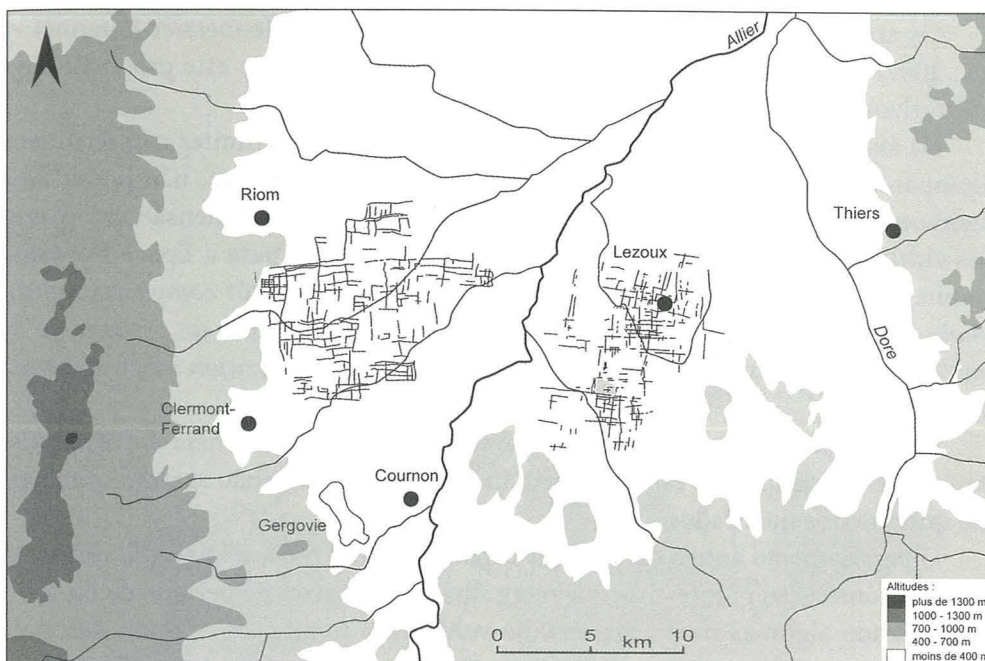 Allier
Riom
Thiers
Lezoux
Dore
Clermont-
Ferrand
Cournon
Gergovie
0 5 10
km
Altitudes :
plus de 1300 m
1000 - 1300 m
700 - 1000 m
400 - 700 m
moins de 400 m